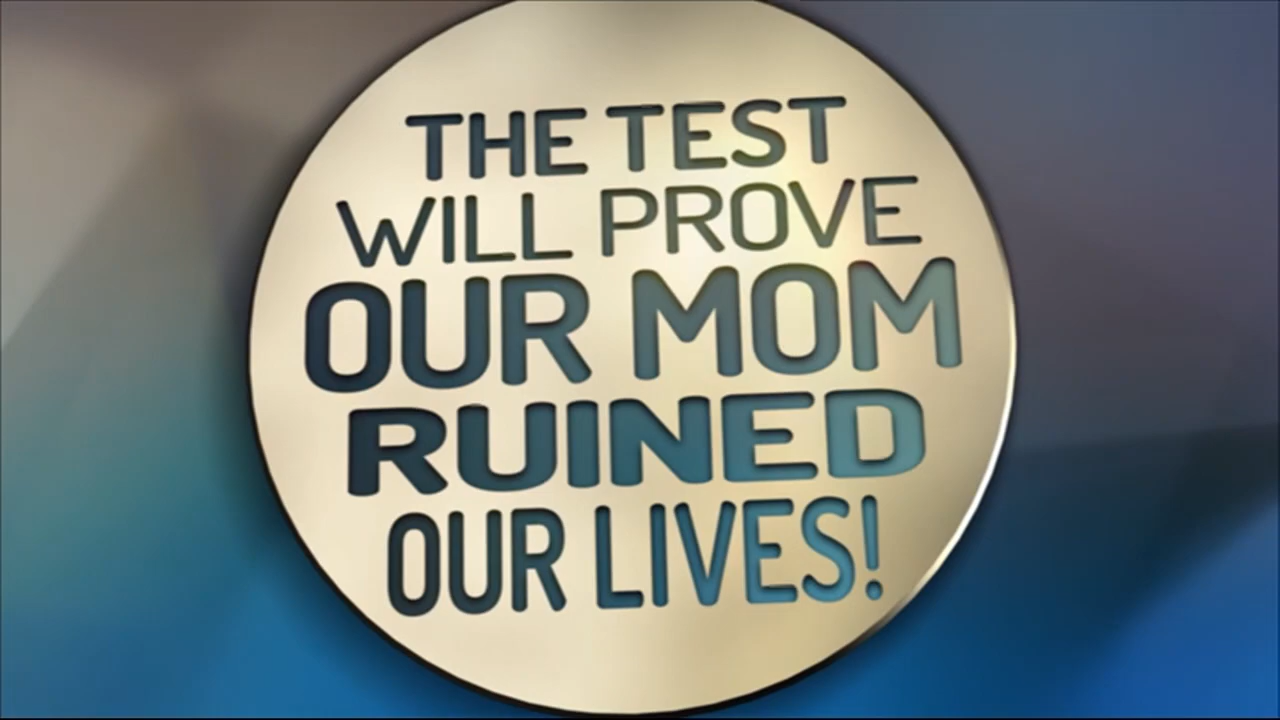 THE TEST
WILL PROVE
OUR MOM
RUINED
OUR LIVES!